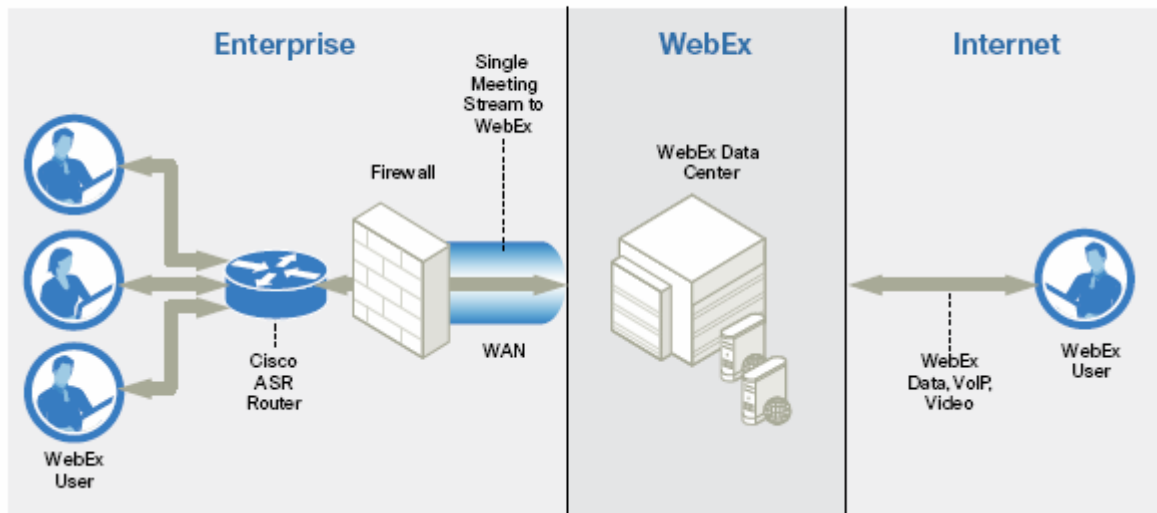 Enterprise
WebEx
Internet
Single
Meeting
Stream to
WebEx
Firewall
WAN
Cisco
ASR
Router
WebEx
User
WebEx Data
Center
WebEx
Data, VoIP,
Video
WebEx
User